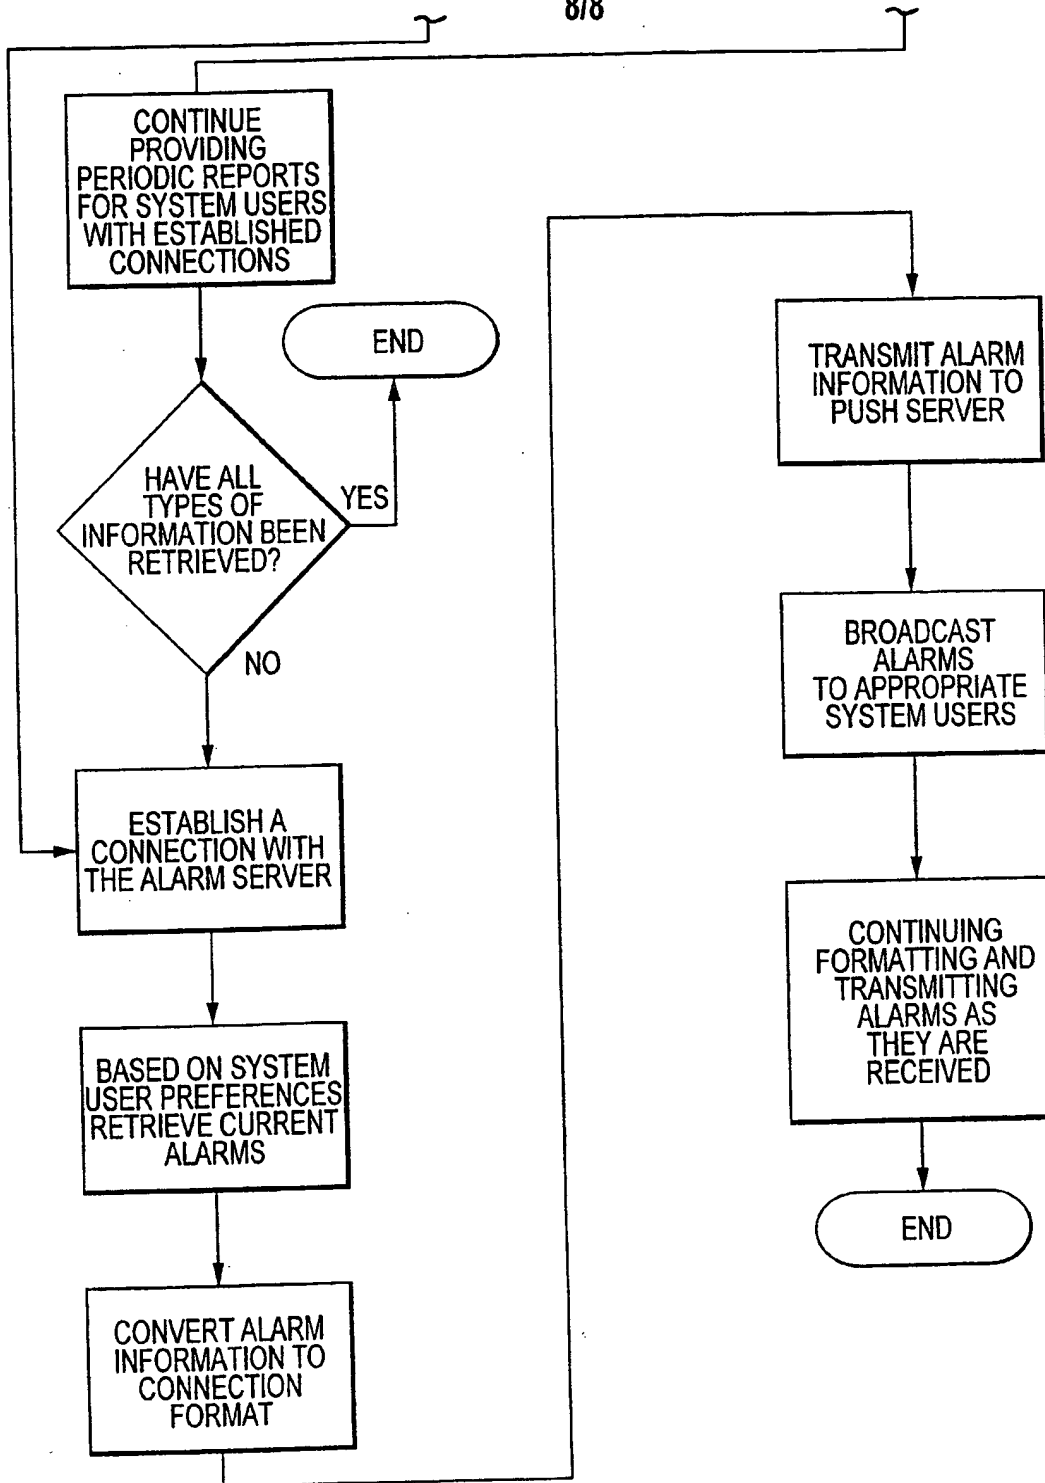 8/8
CONTINUE
PROVIDING
PERIODIC REPORTS
FOR SYSTEM USERS
WITH ESTABLISHED
CONNECTIONS
END
HAVE ALL
TYPES OF
INFORMATION BEEN
RETRIEVED?
YES
NO
ESTABLISH A
CONNECTION WITH
THE ALARM SERVER
BASED ON SYSTEM
USER PREFERENCES
RETRIEVE CURRENT
ALARMS
CONVERT ALARM
INFORMATION TO
CONNECTION
FORMAT
TRANSMIT ALARM
INFORMATION TO
PUSH SERVER
BROADCAST
ALARMS
TO APPROPRIATE
SYSTEM USERS
CONTINUING
FORMATTING AND
TRANSMITTING
ALARMS AS
THEY ARE
RECEIVED
END